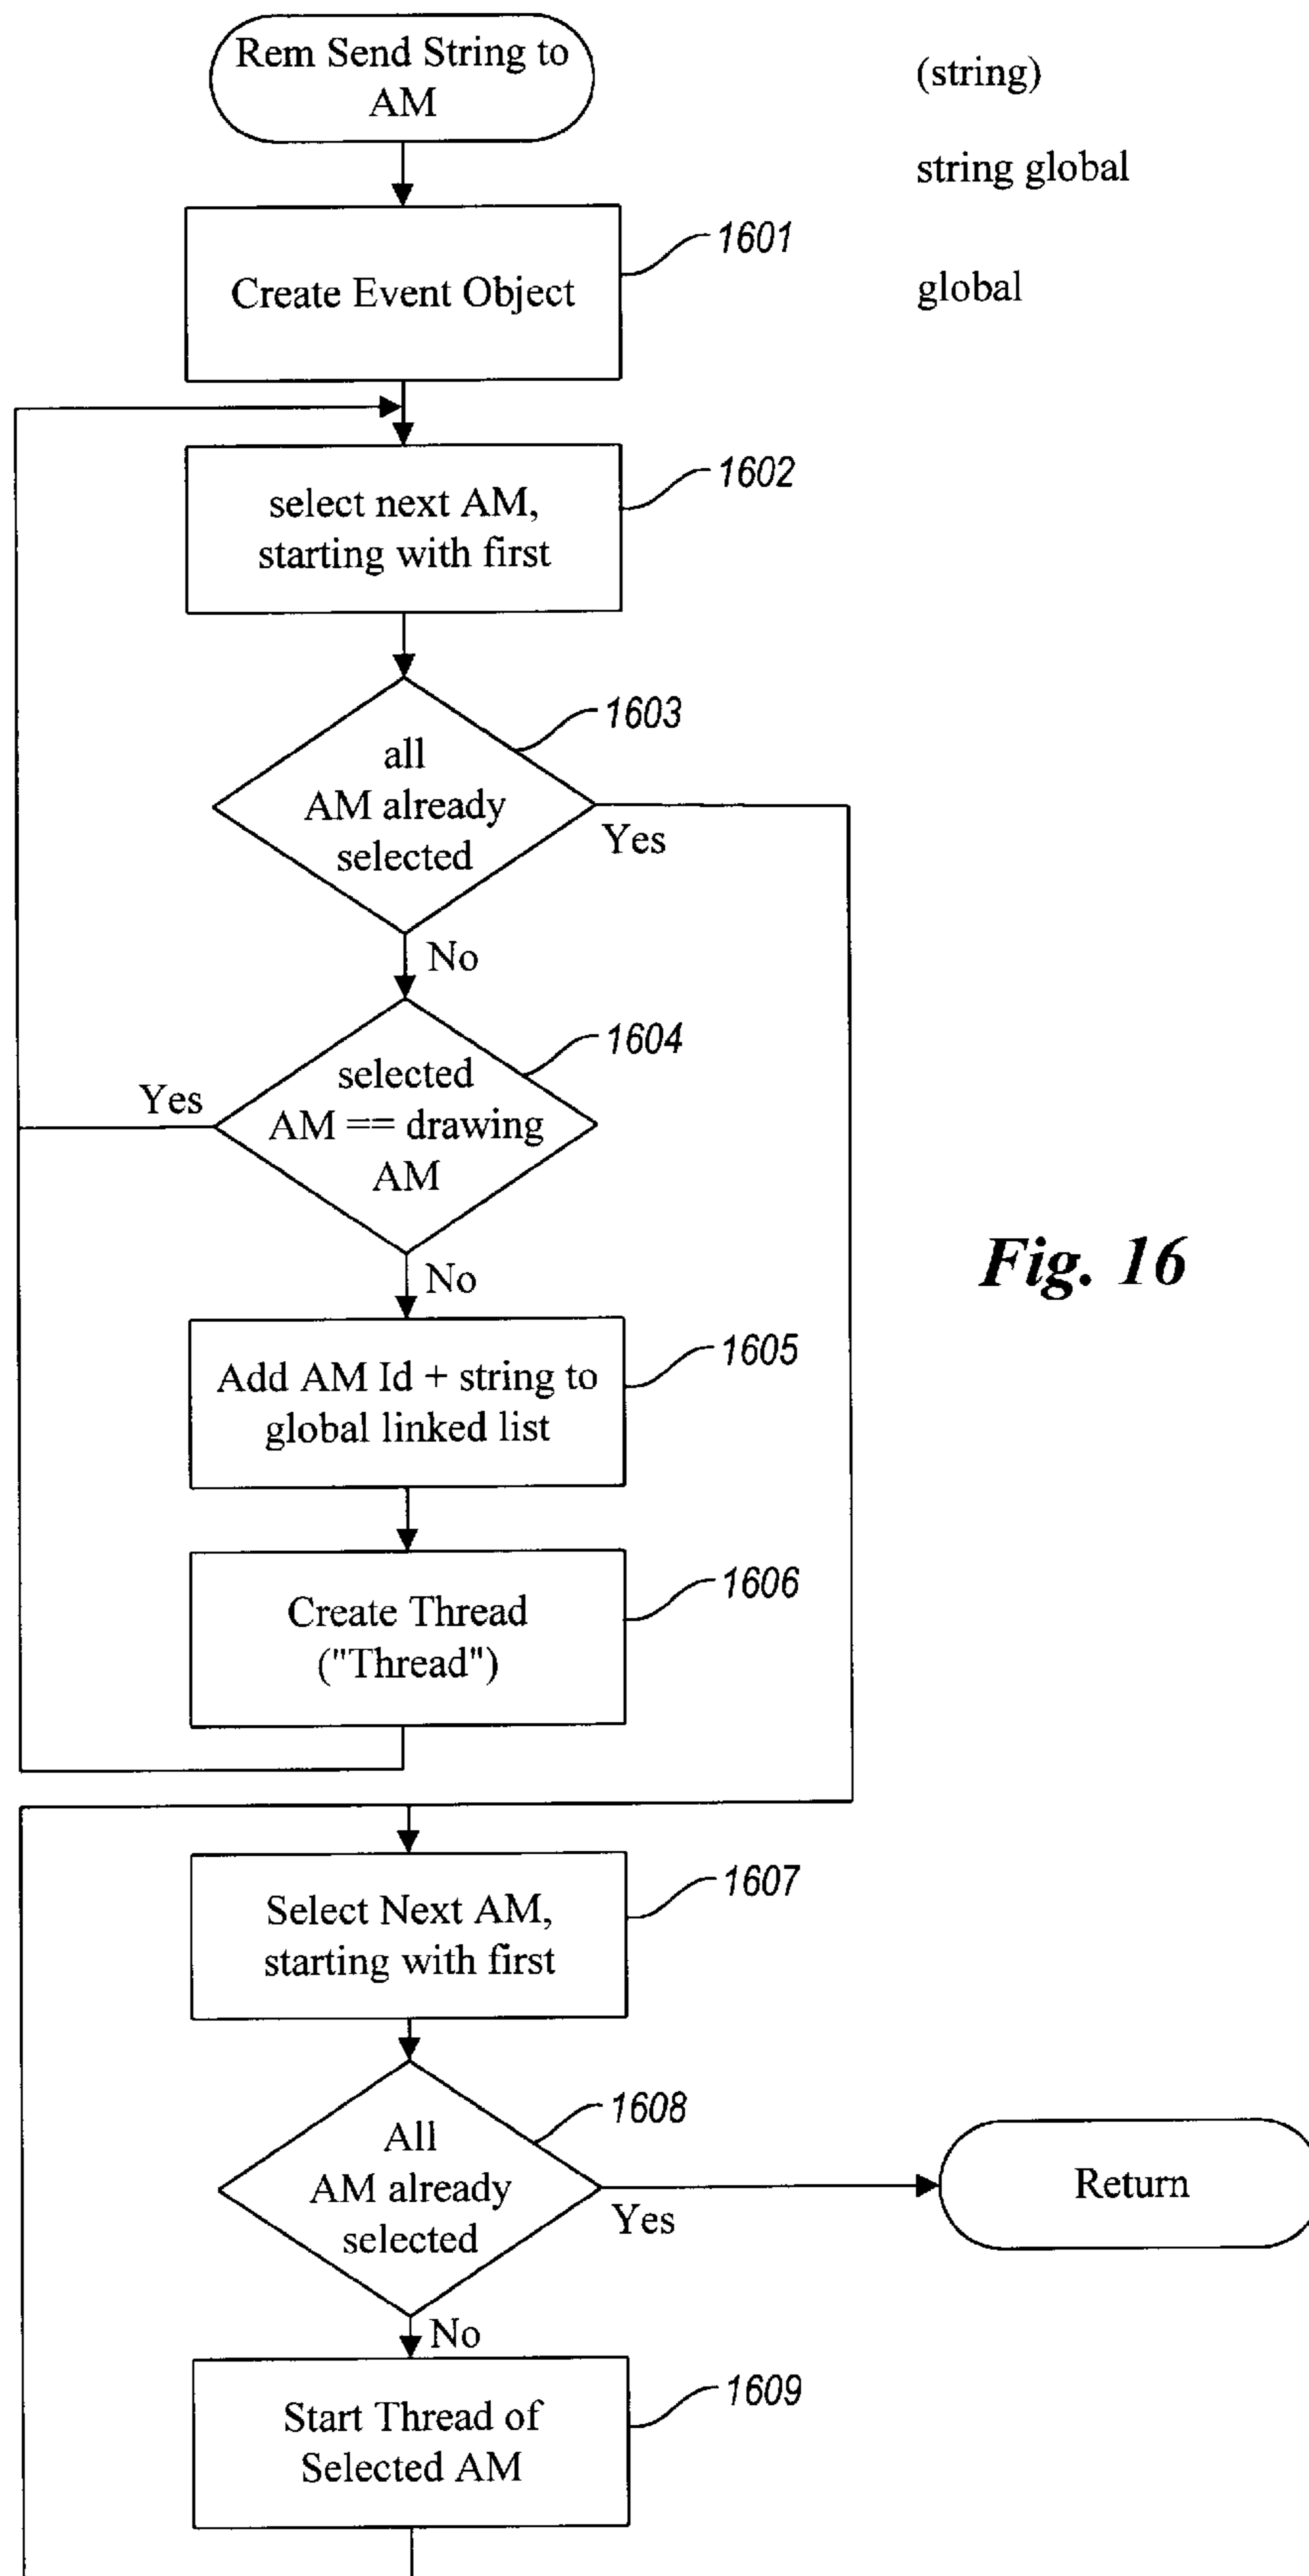 Rem Send String to
AM
(string)
string global
1601
Create Event Object
global
1602
select next AM,
starting with first
1603
all
AM already
selected
Yes
No
1604
selected
AM == drawing
AM
Yes
No
Fig. 16
1605
Add AM Id + string to
global linked list
1606
Create Thread
("Thread")
1607
Select Next AM,
starting with first
1608
All
AM already
selected
Yes
Return
No
1609
Start Thread of
Selected AM